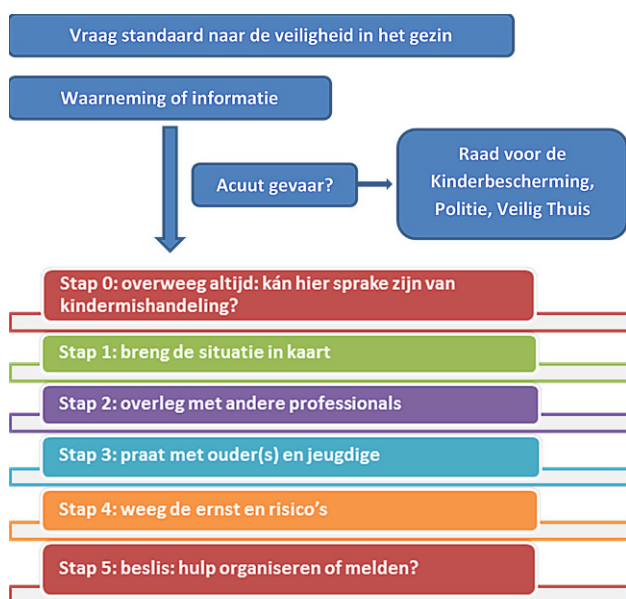 Vraag standaard naar de veiligheid in het gezin
Waarneming of informatie
Acuut gevaar?
Raad voor de
Kinderbescherming,
Politie, Veilig Thuis
Stap 0: overweeg altijd: kán hier sprake zijn van
kindermishandeling?
Stap 1: breng de situatie in kaart
Stap 2: overleg met andere professionals
Stap 3: praat met ouder(s) en jeugdige
Stap 4: weeg de ernst en risico's
Stap 5: beslis: hulp organiseren of melden?